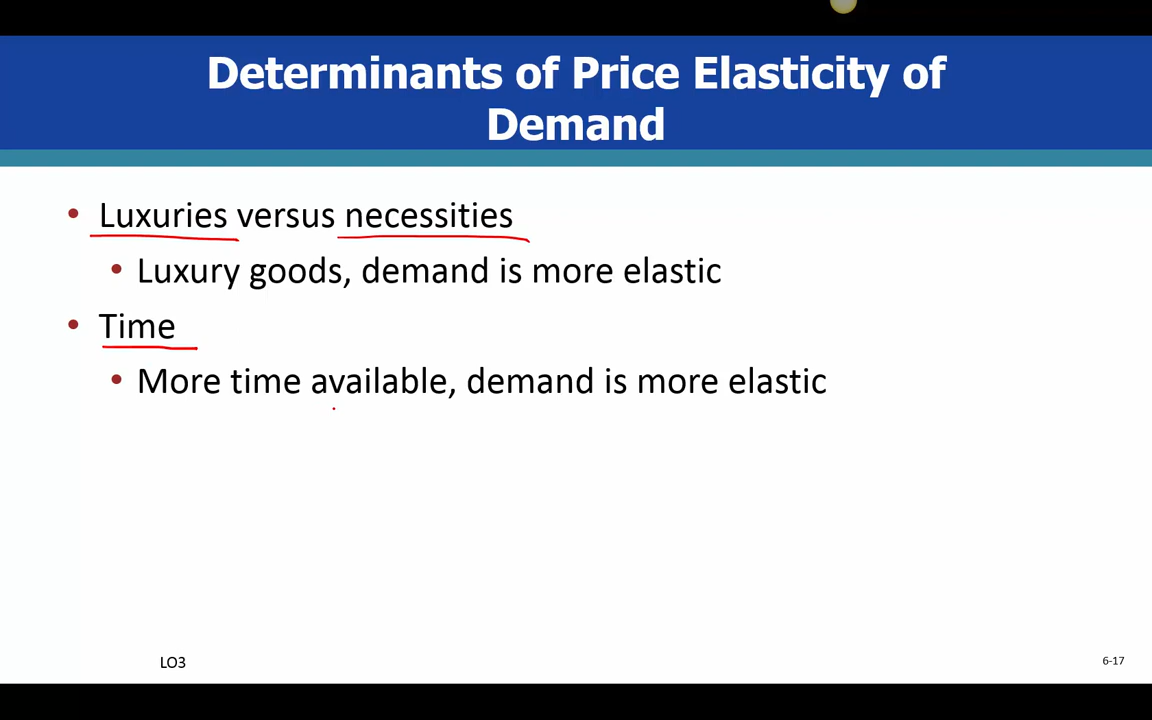 Determinants of Price Elasticity of
Demand
• Luxuries versus necessities
• Luxury goods, demand is more elastic
• Time
• More time available, demand is more elastic
LO3
6-17